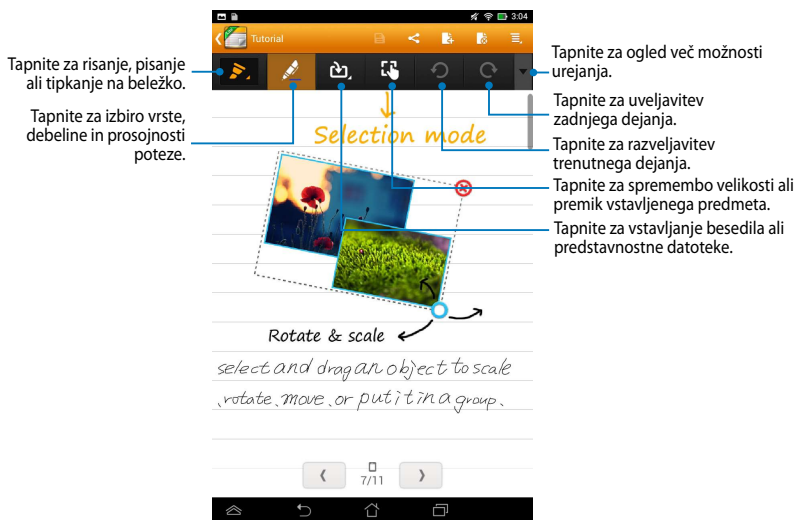 3:04
Tutorial
Tapnite za risanje, pisanje
ali tipkanje na beležko.
Tapnite za izbiro vrste,
debeline in prosojnosti
poteze.
Tapnite za ogled več možnosti
urejanja.
Tapnite za uveljavitev
zadnjega dejanja.
Tapnite za razveljavitev
trenutnega dejanja.
Tapnite za spremembo velikosti ali
premik vstavljenega predmeta.
Tapnite za vstavljanje besedila ali
predstavnostne datoteke.
Selection mode
Rotate & scale
select and drag an object to scale
, rotate, move, or put it in a group.
7/11